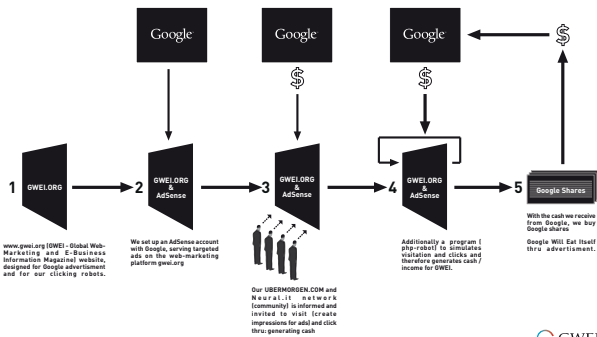 Google
Google
Google
1
GWEI.ORG
2
GWEI.ORG
&
AdSense
3
GWEI.ORG
&
AdSense
4
GWEI.ORG
&
AdSense
5
Google Shares
$
$
$
www.gwei.org (GWEI - Global Web-
Marketing and E-Business
Information Magazine) website,
designed for Google advertisment
and for our clicking robots.
We set up an AdSense account
with Google, serving targeted
ads on the web-marketing
platform gwei.org
Our UBERMORGEN.COM and
Neural.it network
(community) is informed and
invited to visit (create
impressions for ads) and click
thru: generating cash
Additionally a program (
php-robot) to simulates
visitation and clicks and
therefore generates cash /
income for GWEI.
With the cash we receive
from Google, we buy
Google shares
Google Will Eat Itself
thru advertisment.